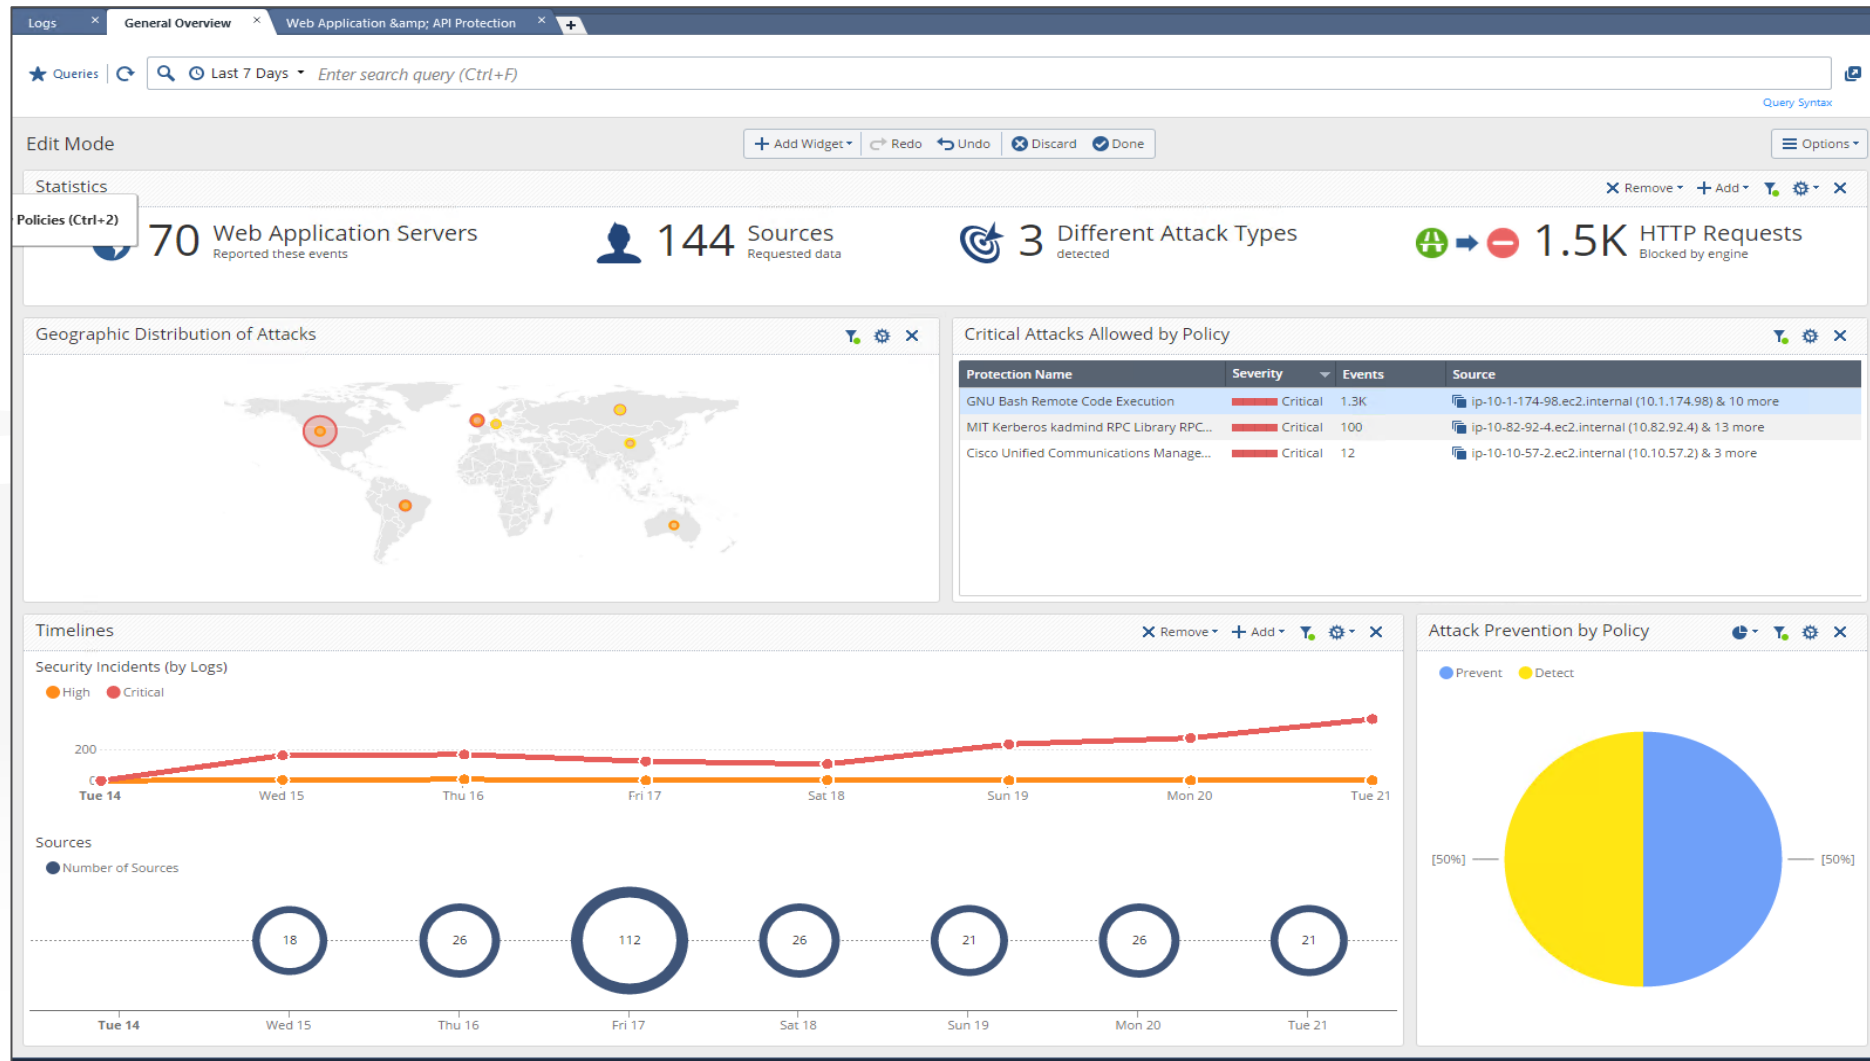 Logs
General Overview
Web Application &amp; API Protection
Queries
Last 7 Days
Enter search query (Ctrl+F)
Query Syntax
Edit Mode
Add Widget
Redo
Undo
Discard
Done
Options
Statistics
Remove
Add
Policies (Ctrl+2)
70 Web Application Servers
Reported these events
144 Sources
Requested data
3 Different Attack Types
detected
1.5K HTTP Requests
Blocked by engine
Geographic Distribution of Attacks
Critical Attacks Allowed by Policy
Protection Name Severity Events Source
GNU Bash Remote Code Execution Critical 1.3K ip-10-1-174-98.ec2.internal (10.1.174.98) & 10 more
MIT Kerberos kadmind RPC Library RPC... Critical 100 ip-10-82-92-4.ec2.internal (10.82.92.4) & 13 more
Cisco Unified Communications Manage... Critical 12 ip-10-10-57-2.ec2.internal (10.10.57.2) & 3 more
Timelines
Remove
Add
Security Incidents (by Logs)
High Critical
200
0
Tue 14 Wed 15 Thu 16 Fri 17 Sat 18 Sun 19 Mon 20 Tue 21
Sources
Number of Sources
18 26 112 26 21 26 21
Tue 14 Wed 15 Thu 16 Fri 17 Sat 18 Sun 19 Mon 20 Tue 21
Attack Prevention by Policy
Prevent Detect
[50%] [50%]